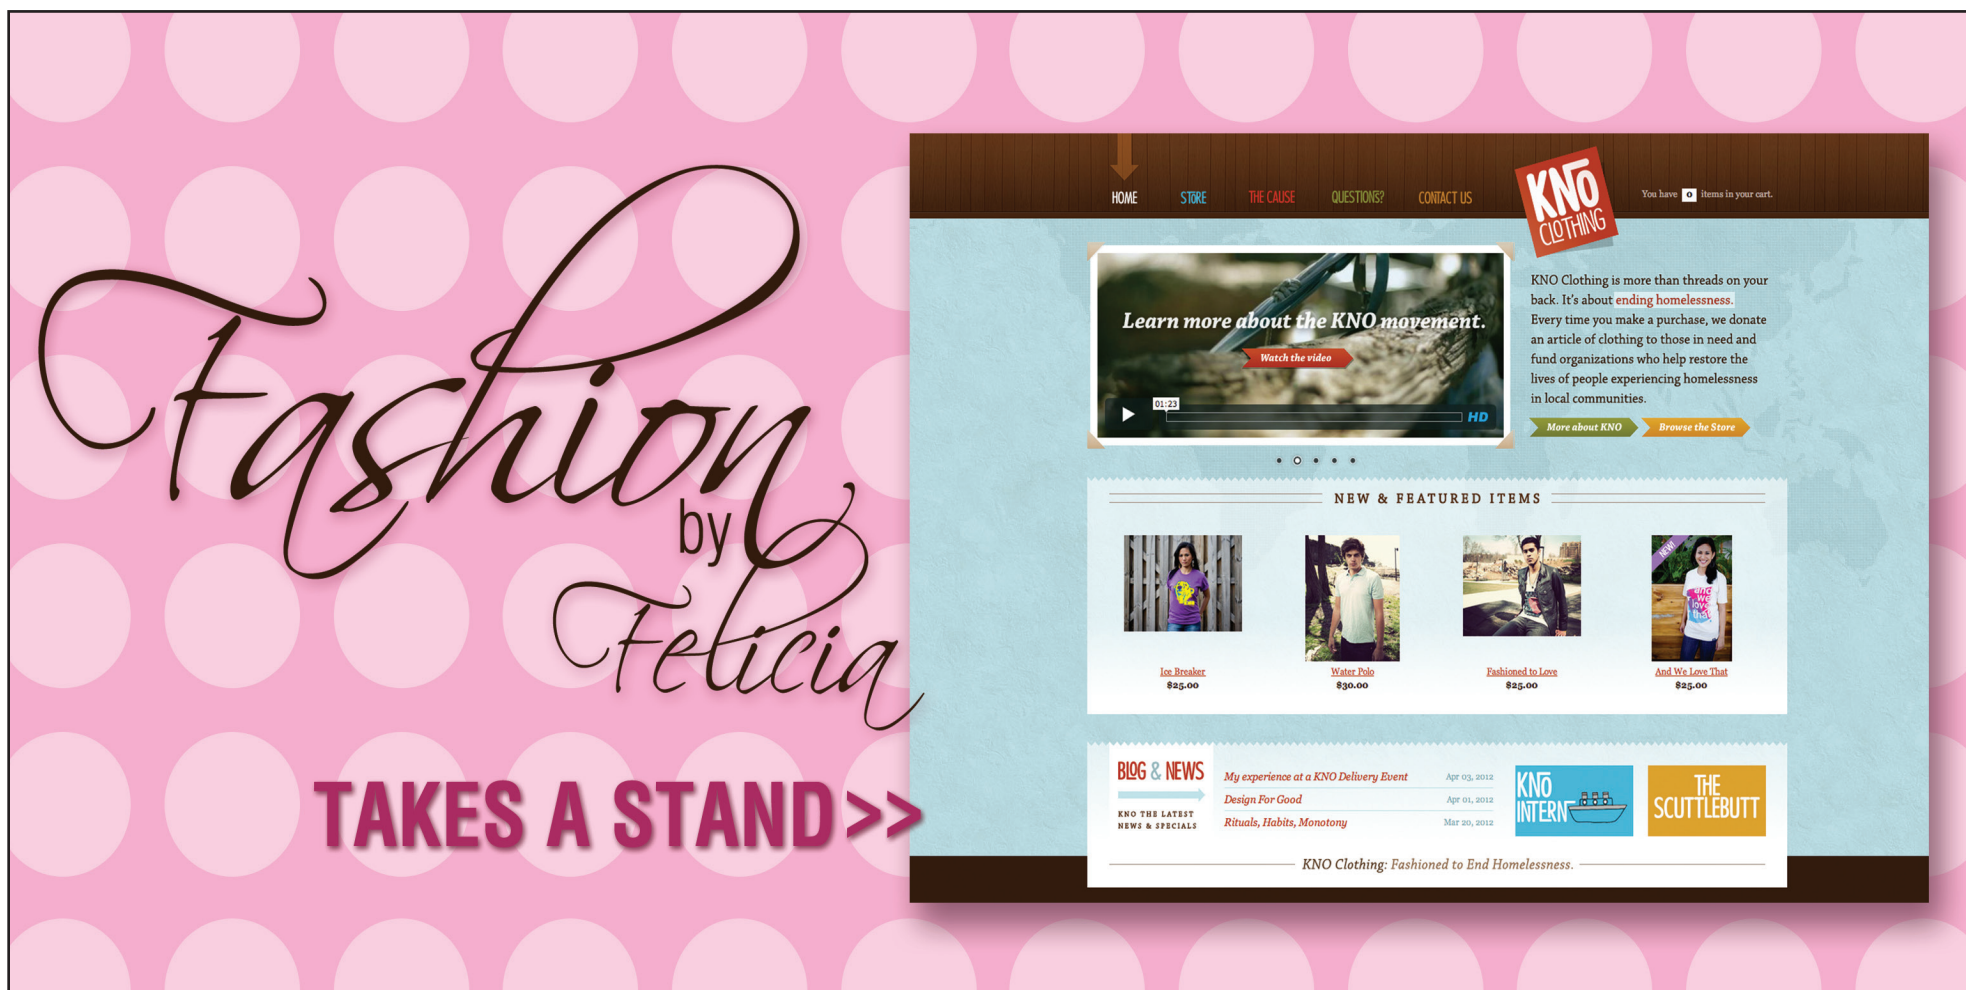 Fashion
by
Felicia
TAKES A STAND>>
HOME STORE THE CAUSE QUESTIONS? CONTACT US
KNO
CLOTHING
You have 0 items in your cart.
Learn more about the KNO movement.
Watch the video
01:23
HD
KNO Clothing is more than threads on your
back. It's about ending homelessness.
Every time you make a purchase, we donate
an article of clothing to those in need and
fund organizations who help restore the
lives of people experiencing homelessness
in local communities.
More about KNO Browse the Store
NEW & FEATURED ITEMS
NEW!
and
we
love
that
Ice Breaker Water Polo Fashioned to Love And We Love That
$25.00 $30.00 $25.00 $25.00
BLOG & NEWS
KNO THE LATEST
NEWS & SPECIALS
My experience at a KNO Delivery Event Apr 03, 2012
Design For Good Apr 01, 2012
Rituals, Habits, Monotony Mar 20, 2012
KNO
INTERN
THE
SCUTTLEBUTT
KNO Clothing: Fashioned to End Homelessness.